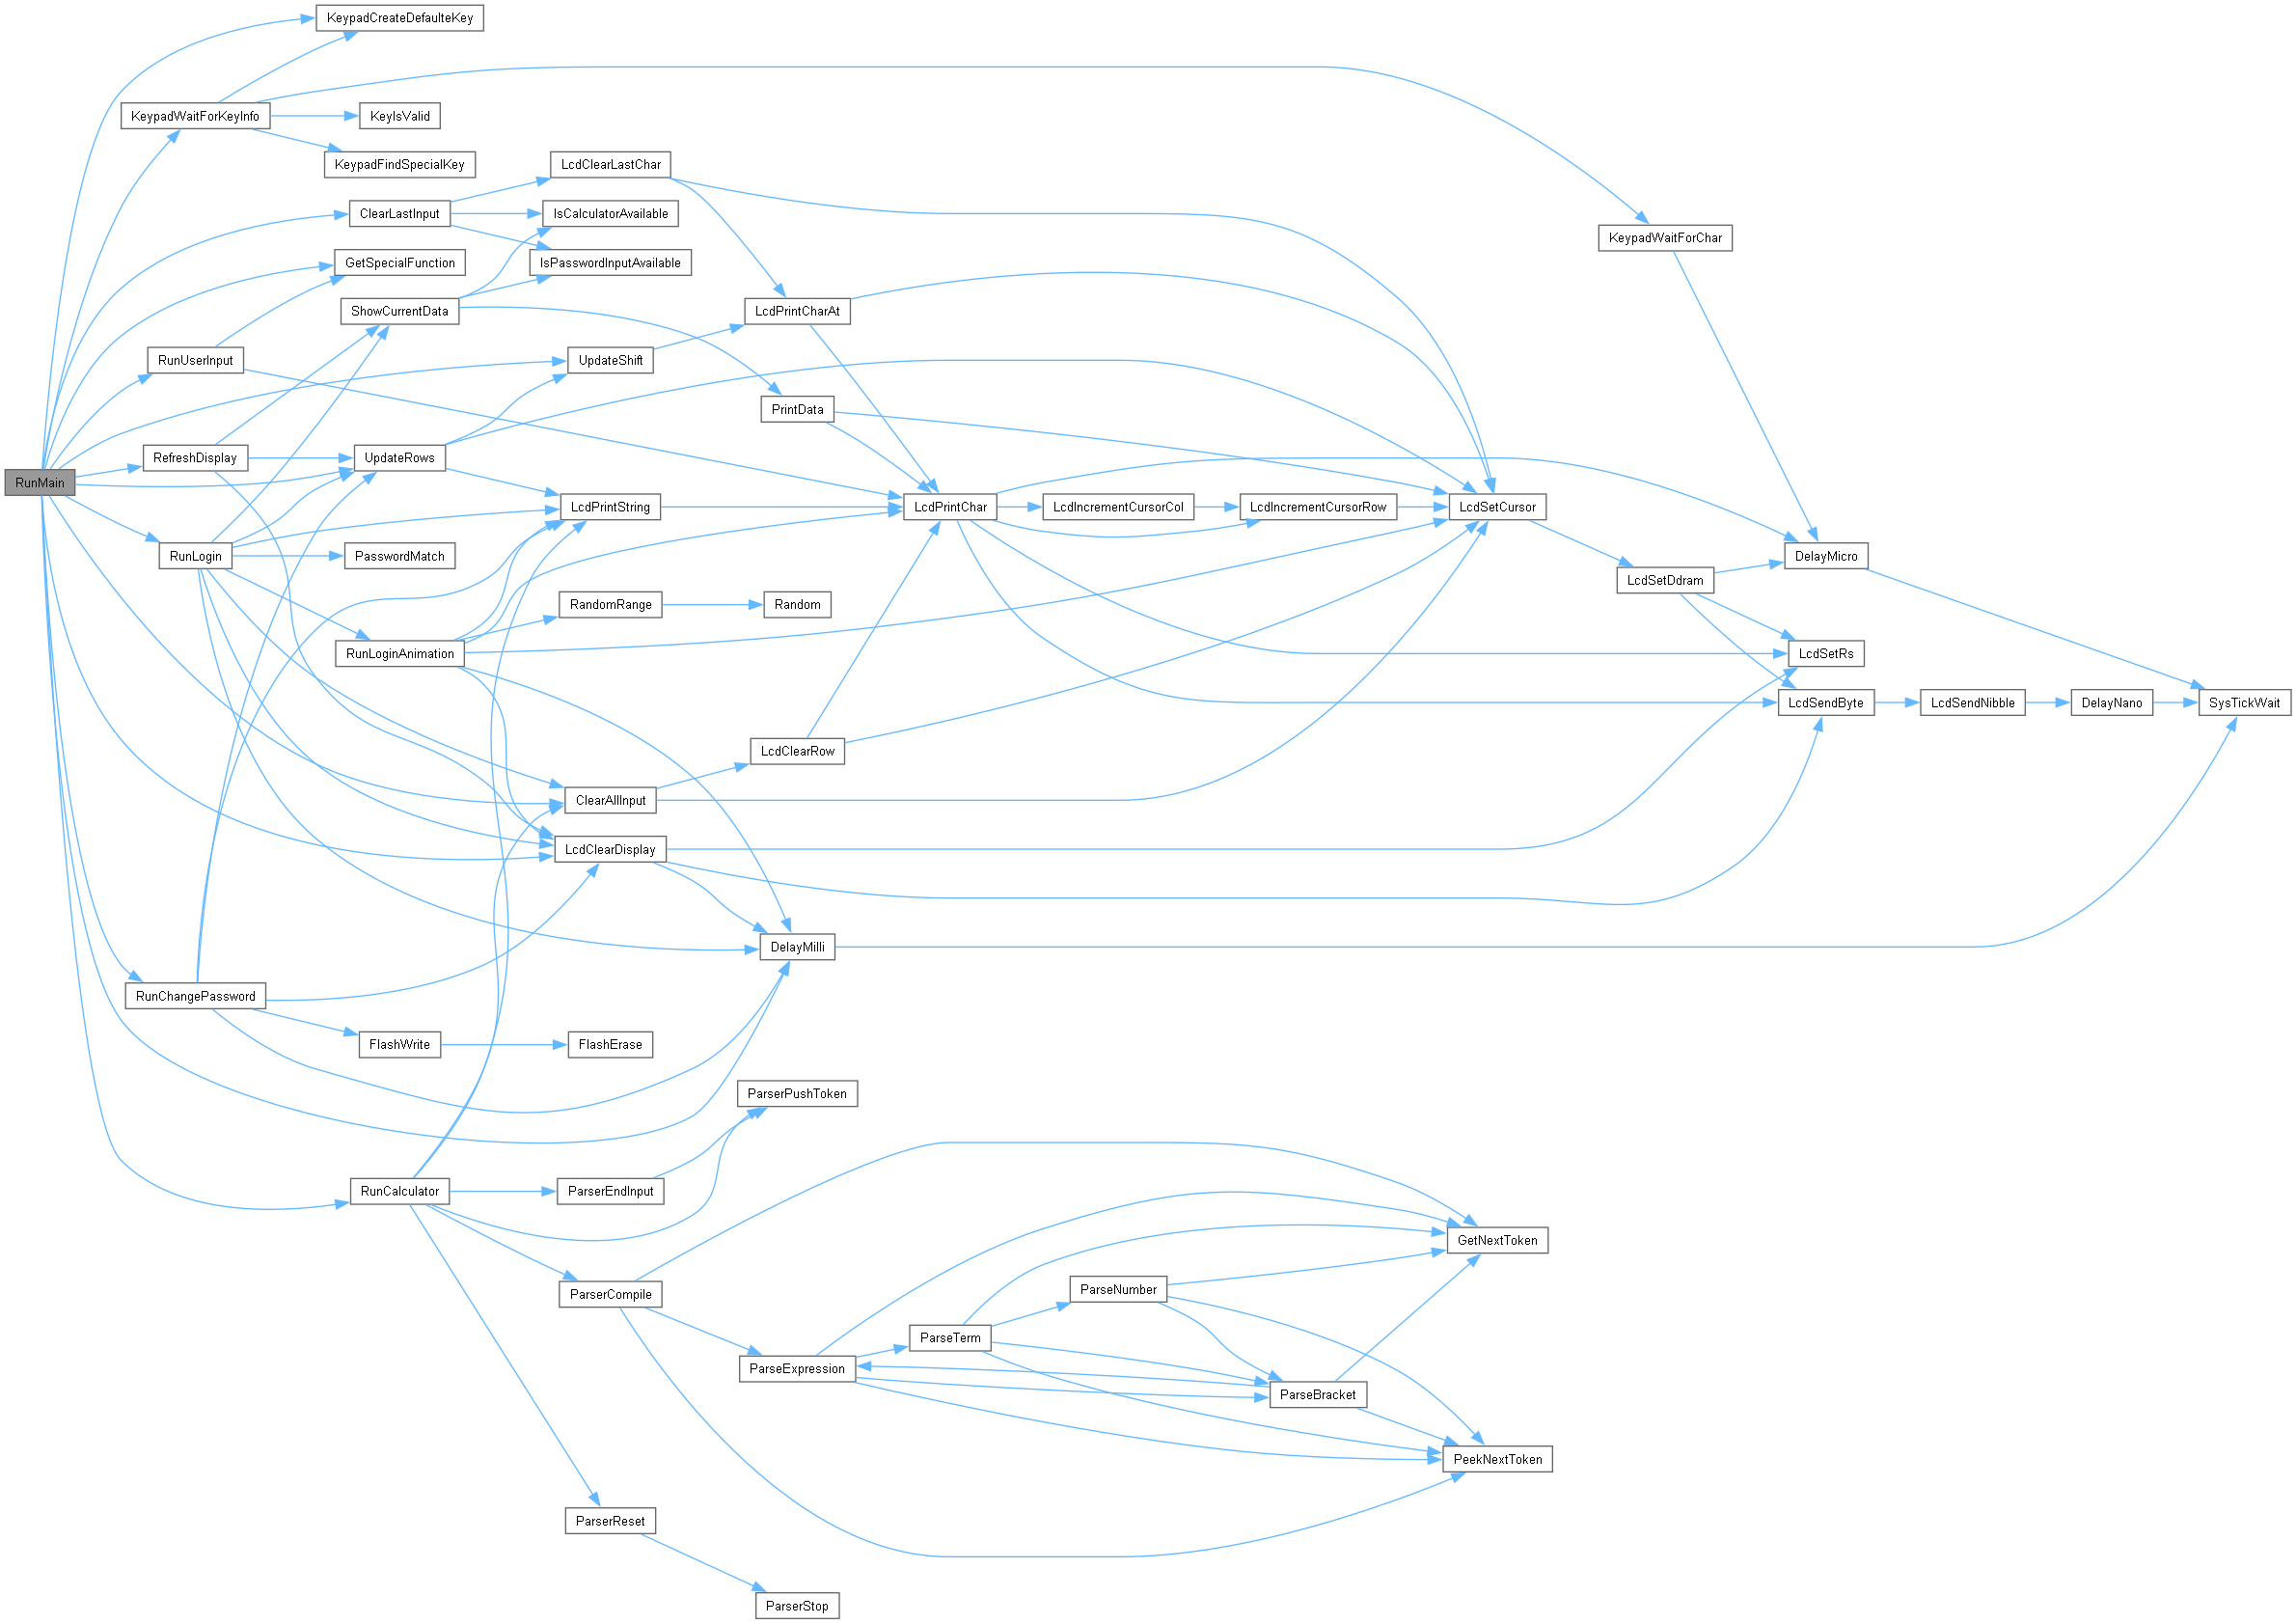 KeypadCreateDefaulteKey
KeypadWaitForKeyInfo
KeyIsValid
KeypadFindSpecialKey
LcdClearLastChar
ClearLastInput
IsCalculatorAvailable
KeypadWaitForChar
GetSpecialFunction
IsPasswordInputAvailable
ShowCurrentData
LcdPrintCharAt
RunUserInput
UpdateShift
PrintData
RefreshDisplay
UpdateRows
RunMain
LcdPrintString
LcdPrintChar
LcdIncrementCursorCol
LcdIncrementCursorRow
LcdSetCursor
RunLogin
PasswordMatch
DelayMicro
LcdSetDdram
RandomRange
Random
RunLoginAnimation
LcdSetRs
LcdSendByte
LcdSendNibble
DelayNano
SysTickWait
LcdClearRow
ClearAllInput
LcdClearDisplay
DelayMilli
RunChangePassword
FlashWrite
FlashErase
ParserPushToken
RunCalculator
ParserEndInput
GetNextToken
ParserCompile
ParseNumber
ParseTerm
ParseExpression
ParseBracket
PeekNextToken
ParserReset
ParserStop